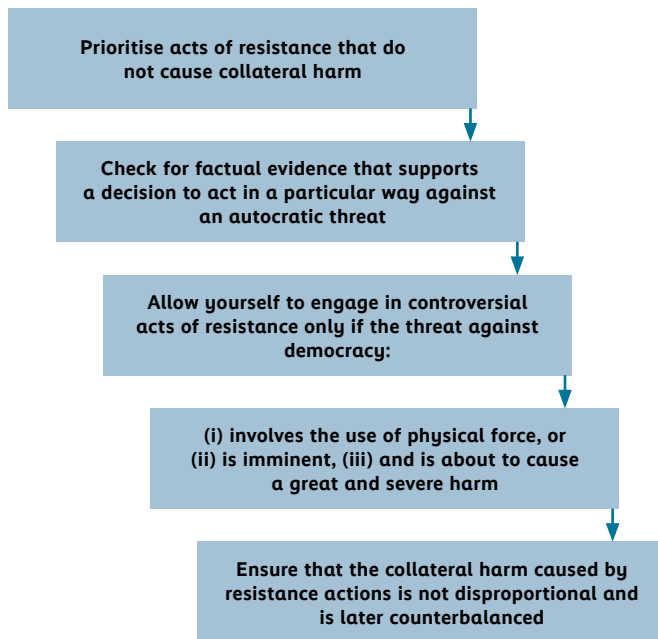 Prioritise acts of resistance that do
not cause collateral harm
Check for factual evidence that supports
a decision to act in a particular way against
an autocratic threat
Allow yourself to engage in controversial
acts of resistance only if the threat against
democracy:
(i) involves the use of physical force, or
(ii) is imminent, (iii) and is about to cause
a great and severe harm
Ensure that the collateral harm caused by
resistance actions is not disproportional and
is later counterbalanced